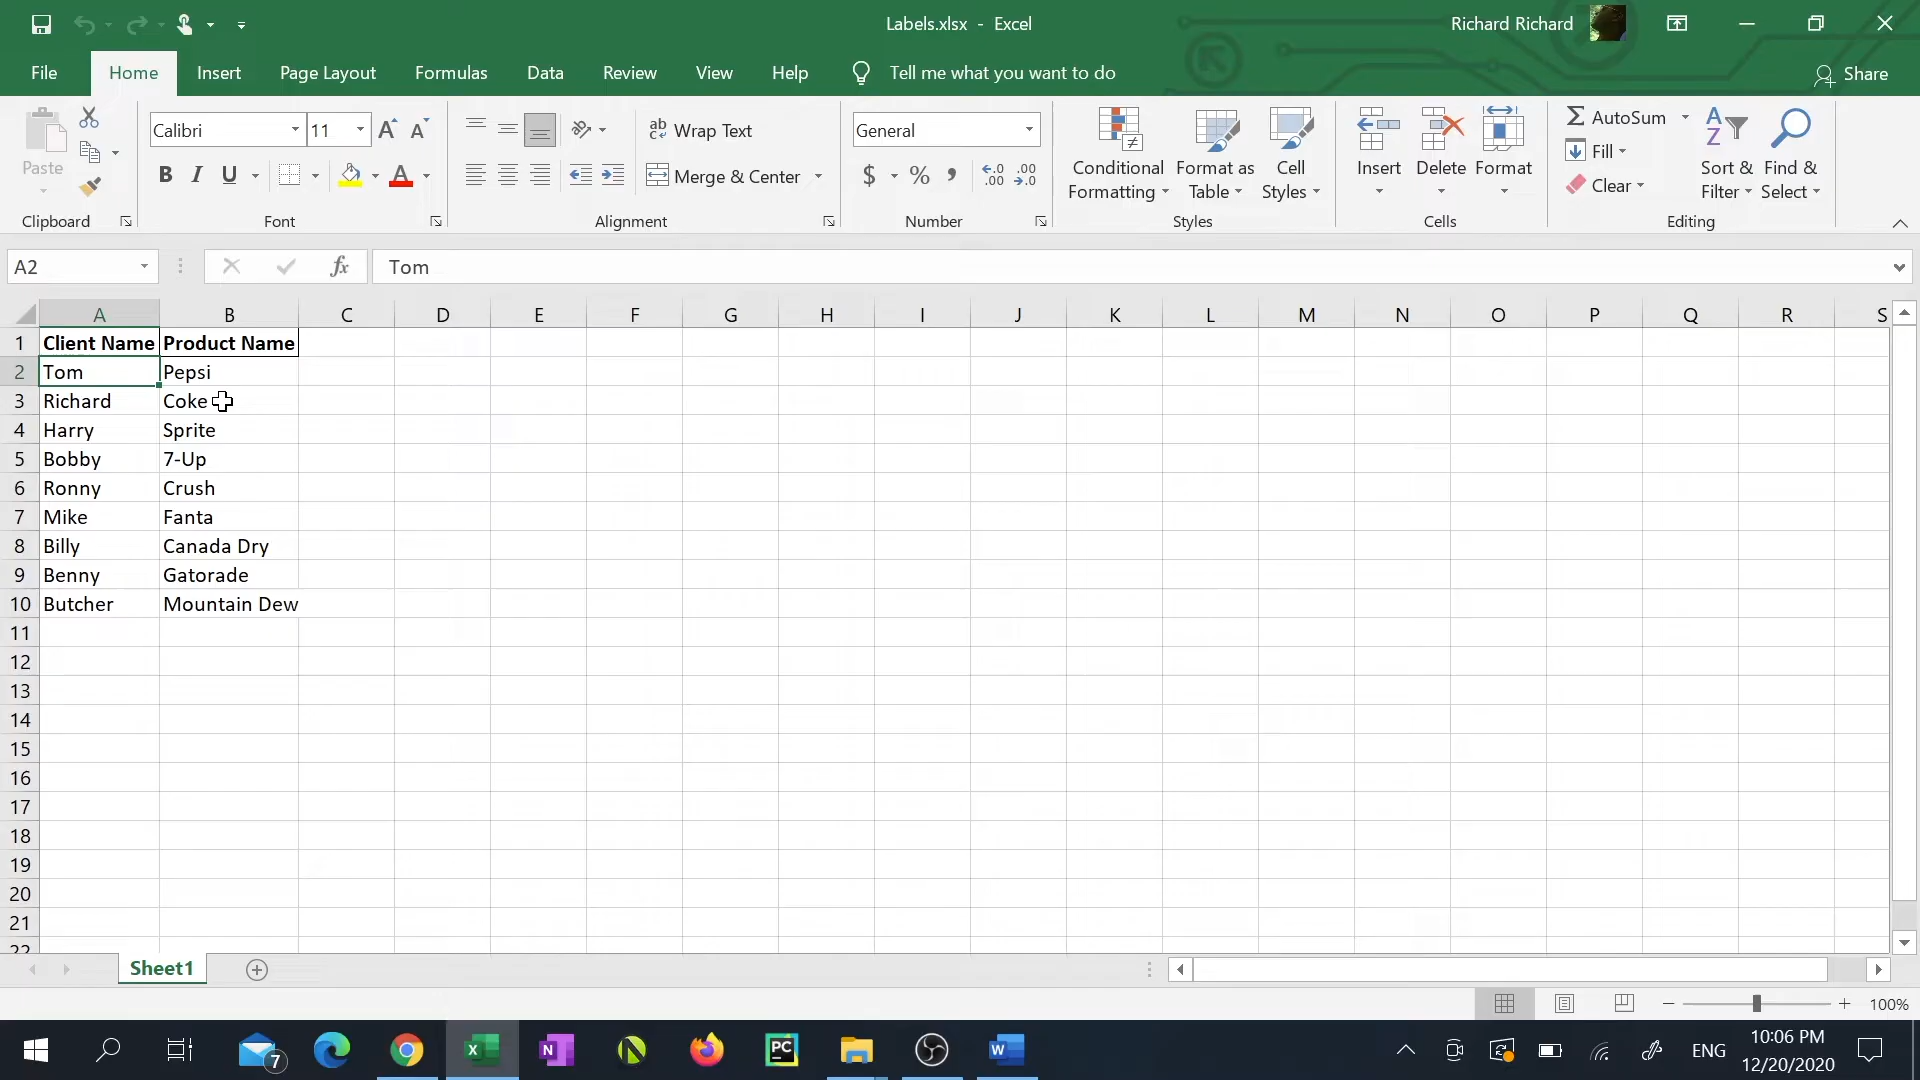 Labels.xlsx - Excel
Richard Richard
File Home Insert Page Layout Formulas Data Review View Help Tell me what you want to do Share
Paste
Clipboard
Calibri 11
B I U
Font
Wrap Text
Merge & Center
Alignment
General
$ % ,
Number
Conditional Formatting
Format as Table
Cell Styles
Styles
Insert
Delete
Format
Cells
AutoSum
Fill
Clear
Sort & Filter
Find & Select
Editing
A2 fx Tom
A B C D E F G H I J K L M N O P Q R S
1 Client Name Product Name
2 Tom Pepsi
3 Richard Coke
4 Harry Sprite
5 Bobby 7-Up
6 Ronny Crush
7 Mike Fanta
8 Billy Canada Dry
9 Benny Gatorade
10 Butcher Mountain Dew
11
12
13
14
15
16
17
18
19
20
21
22
Sheet1
100%
7
ENG
10:06 PM
12/20/2020